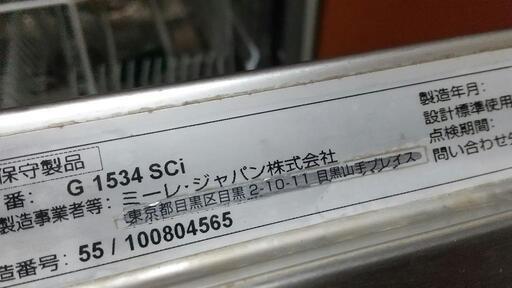 保守製品
番: G 1534 SCi
製造事業者等: ミーレ・ジャパン株式会社
東京都目黒区目黒2-10-11 目黒山手プレイス
造番号: 55 / 100804565
製造年月:
設計標準使用
点検期間:
問い合わせ